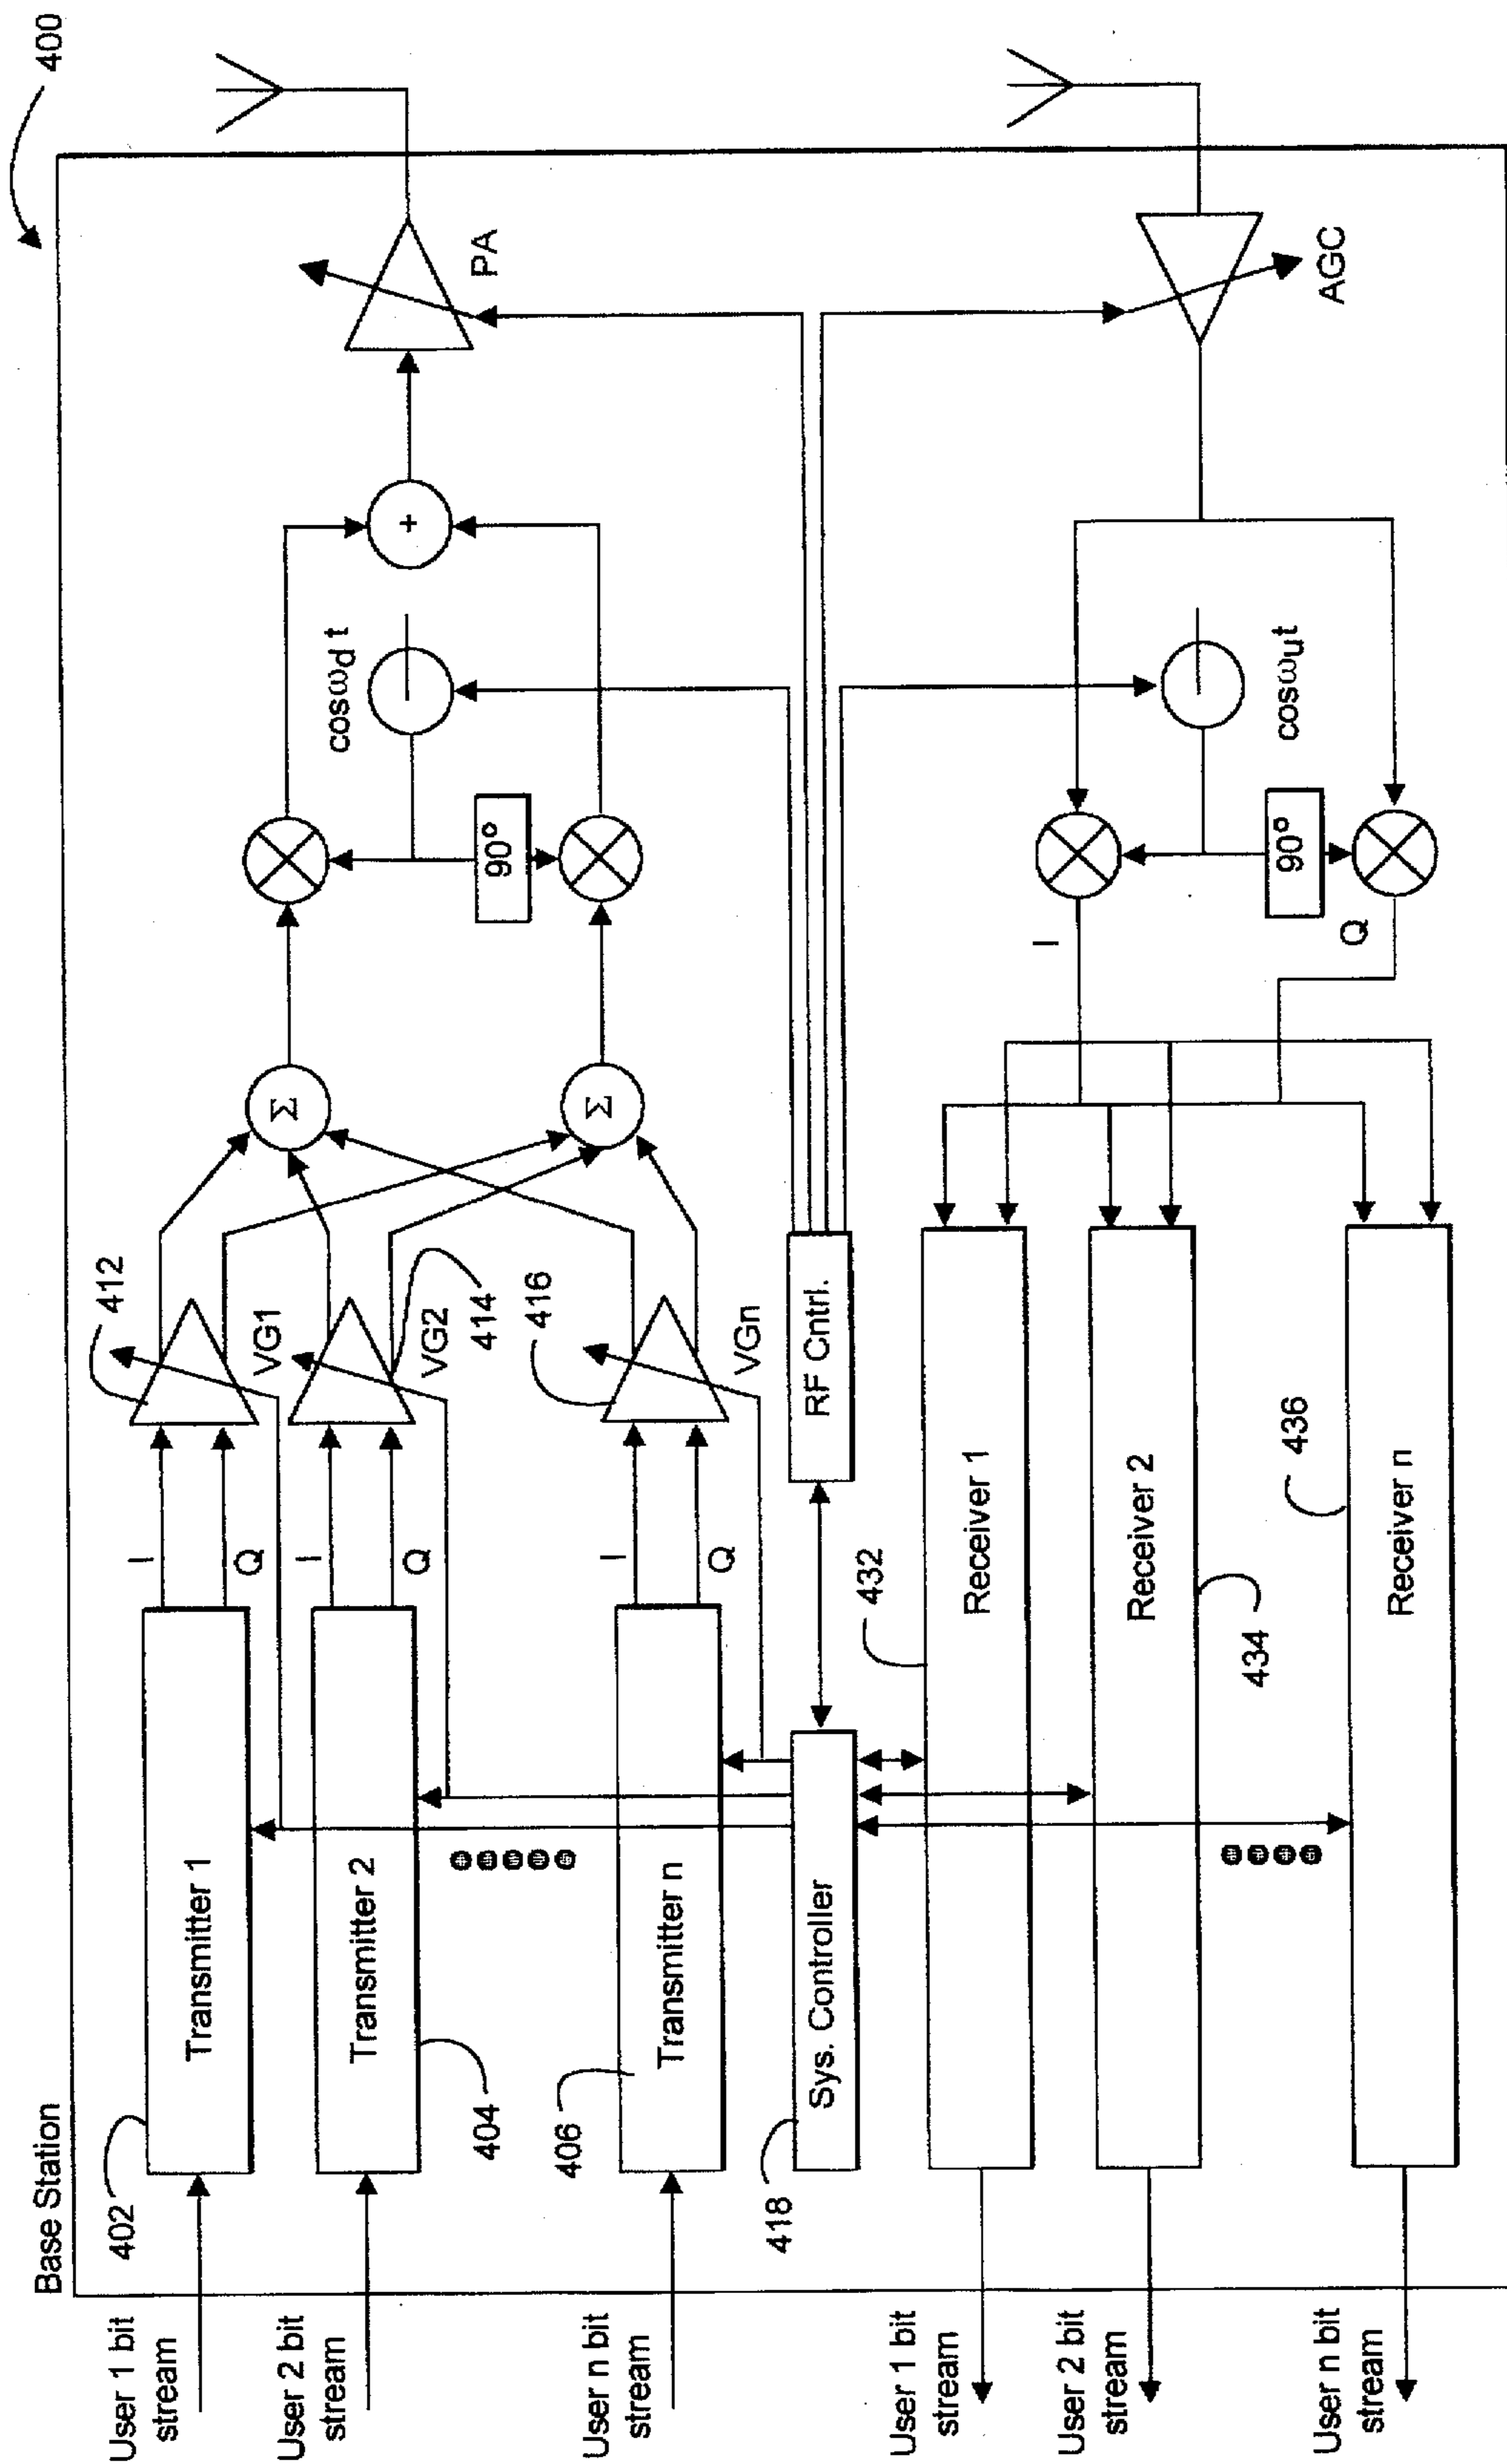 400
Base Station
User 1 bit
stream
402
Transmitter 1
I
Q
412
VG1
Σ
cosωd t
90°
+
PA
User 2 bit
stream
404
Transmitter 2
I
Q
VG2
414
Σ
User n bit
stream
406
Transmitter n
I
Q
416
VGn
418
Sys. Controller
RF Cntrl.
User 1 bit
stream
Receiver 1
432
User 2 bit
stream
Receiver 2
434
User n bit
stream
Receiver n
436
I
Q
90°
cosωut
AGC